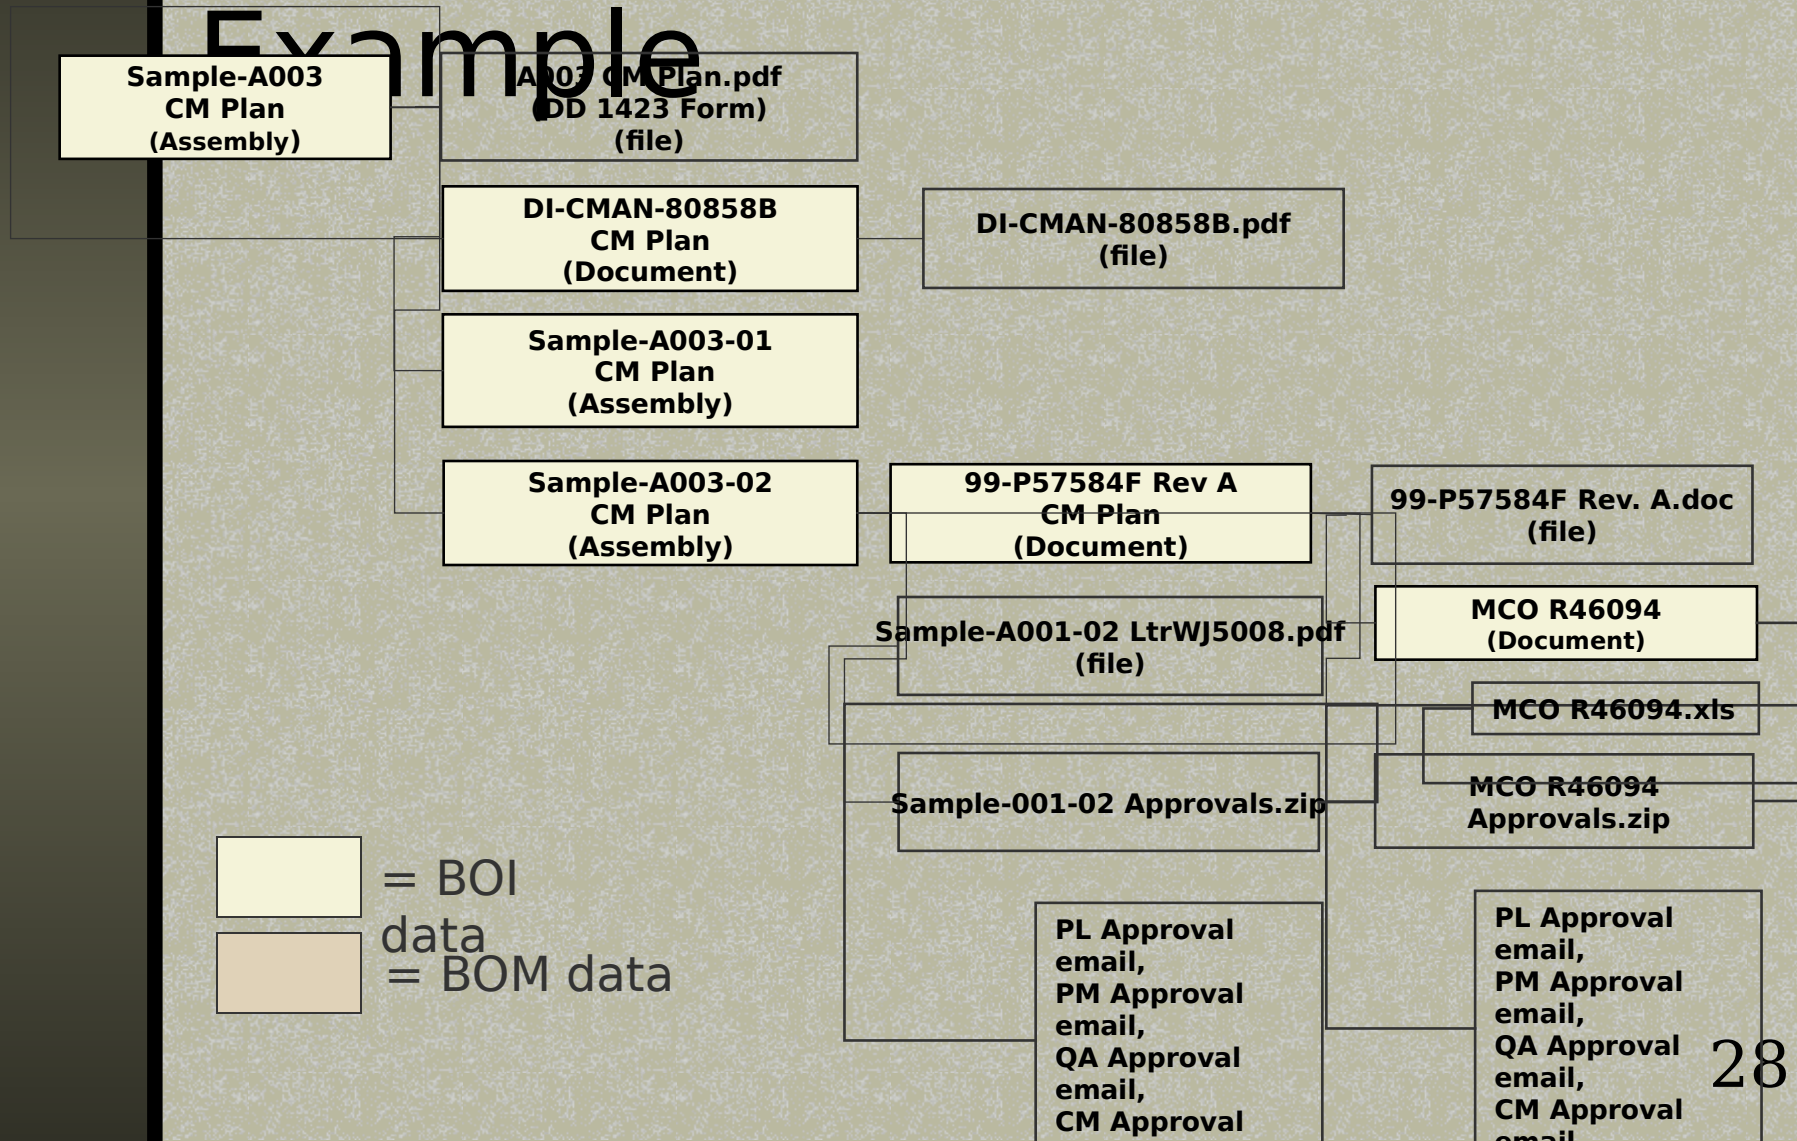 Example
Sample-A003
CM Plan
(Assembly)
A003 CM Plan.pdf
(DD 1423 Form)
(file)
DI-CMAN-80858B
CM Plan
(Document)
DI-CMAN-80858B.pdf
(file)
Sample-A003-01
CM Plan
(Assembly)
Sample-A003-02
CM Plan
(Assembly)
99-P57584F Rev A
CM Plan
(Document)
99-P57584F Rev. A.doc
(file)
Sample-A001-02 LtrWJ5008.pdf
(file)
MCO R46094
(Document)
MCO R46094.xls
Sample-001-02 Approvals.zip
MCO R46094
Approvals.zip
= BOI
data
= BOM data
PL Approval
email,
PM Approval
email,
QA Approval
email,
CM Approval
PL Approval
email,
PM Approval
email,
QA Approval
email,
CM Approval
email,
28